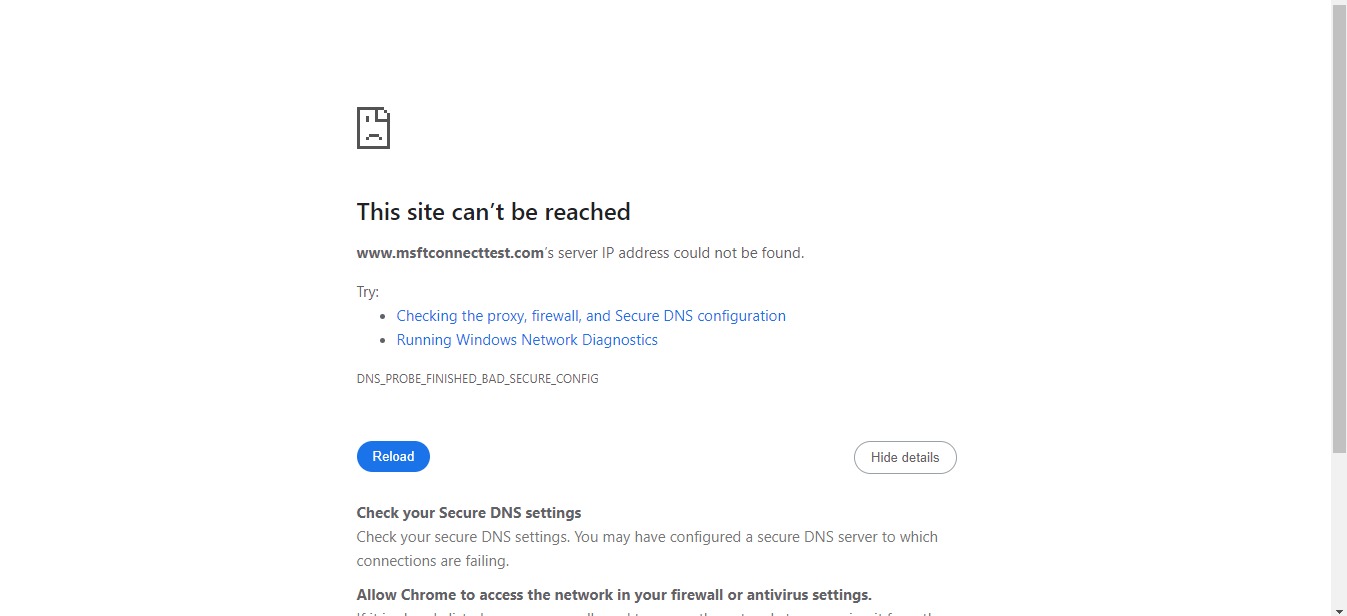 This site can’t be reached
www.msftconnecttest.com’s server IP address could not be found.
Try:
Checking the proxy, firewall, and Secure DNS configuration
Running Windows Network Diagnostics
DNS_PROBE_FINISHED_BAD_SECURE_CONFIG
Reload
Hide details
Check your Secure DNS settings
Check your secure DNS settings. You may have configured a secure DNS server to which
connections are failing.
Allow Chrome to access the network in your firewall or antivirus settings.